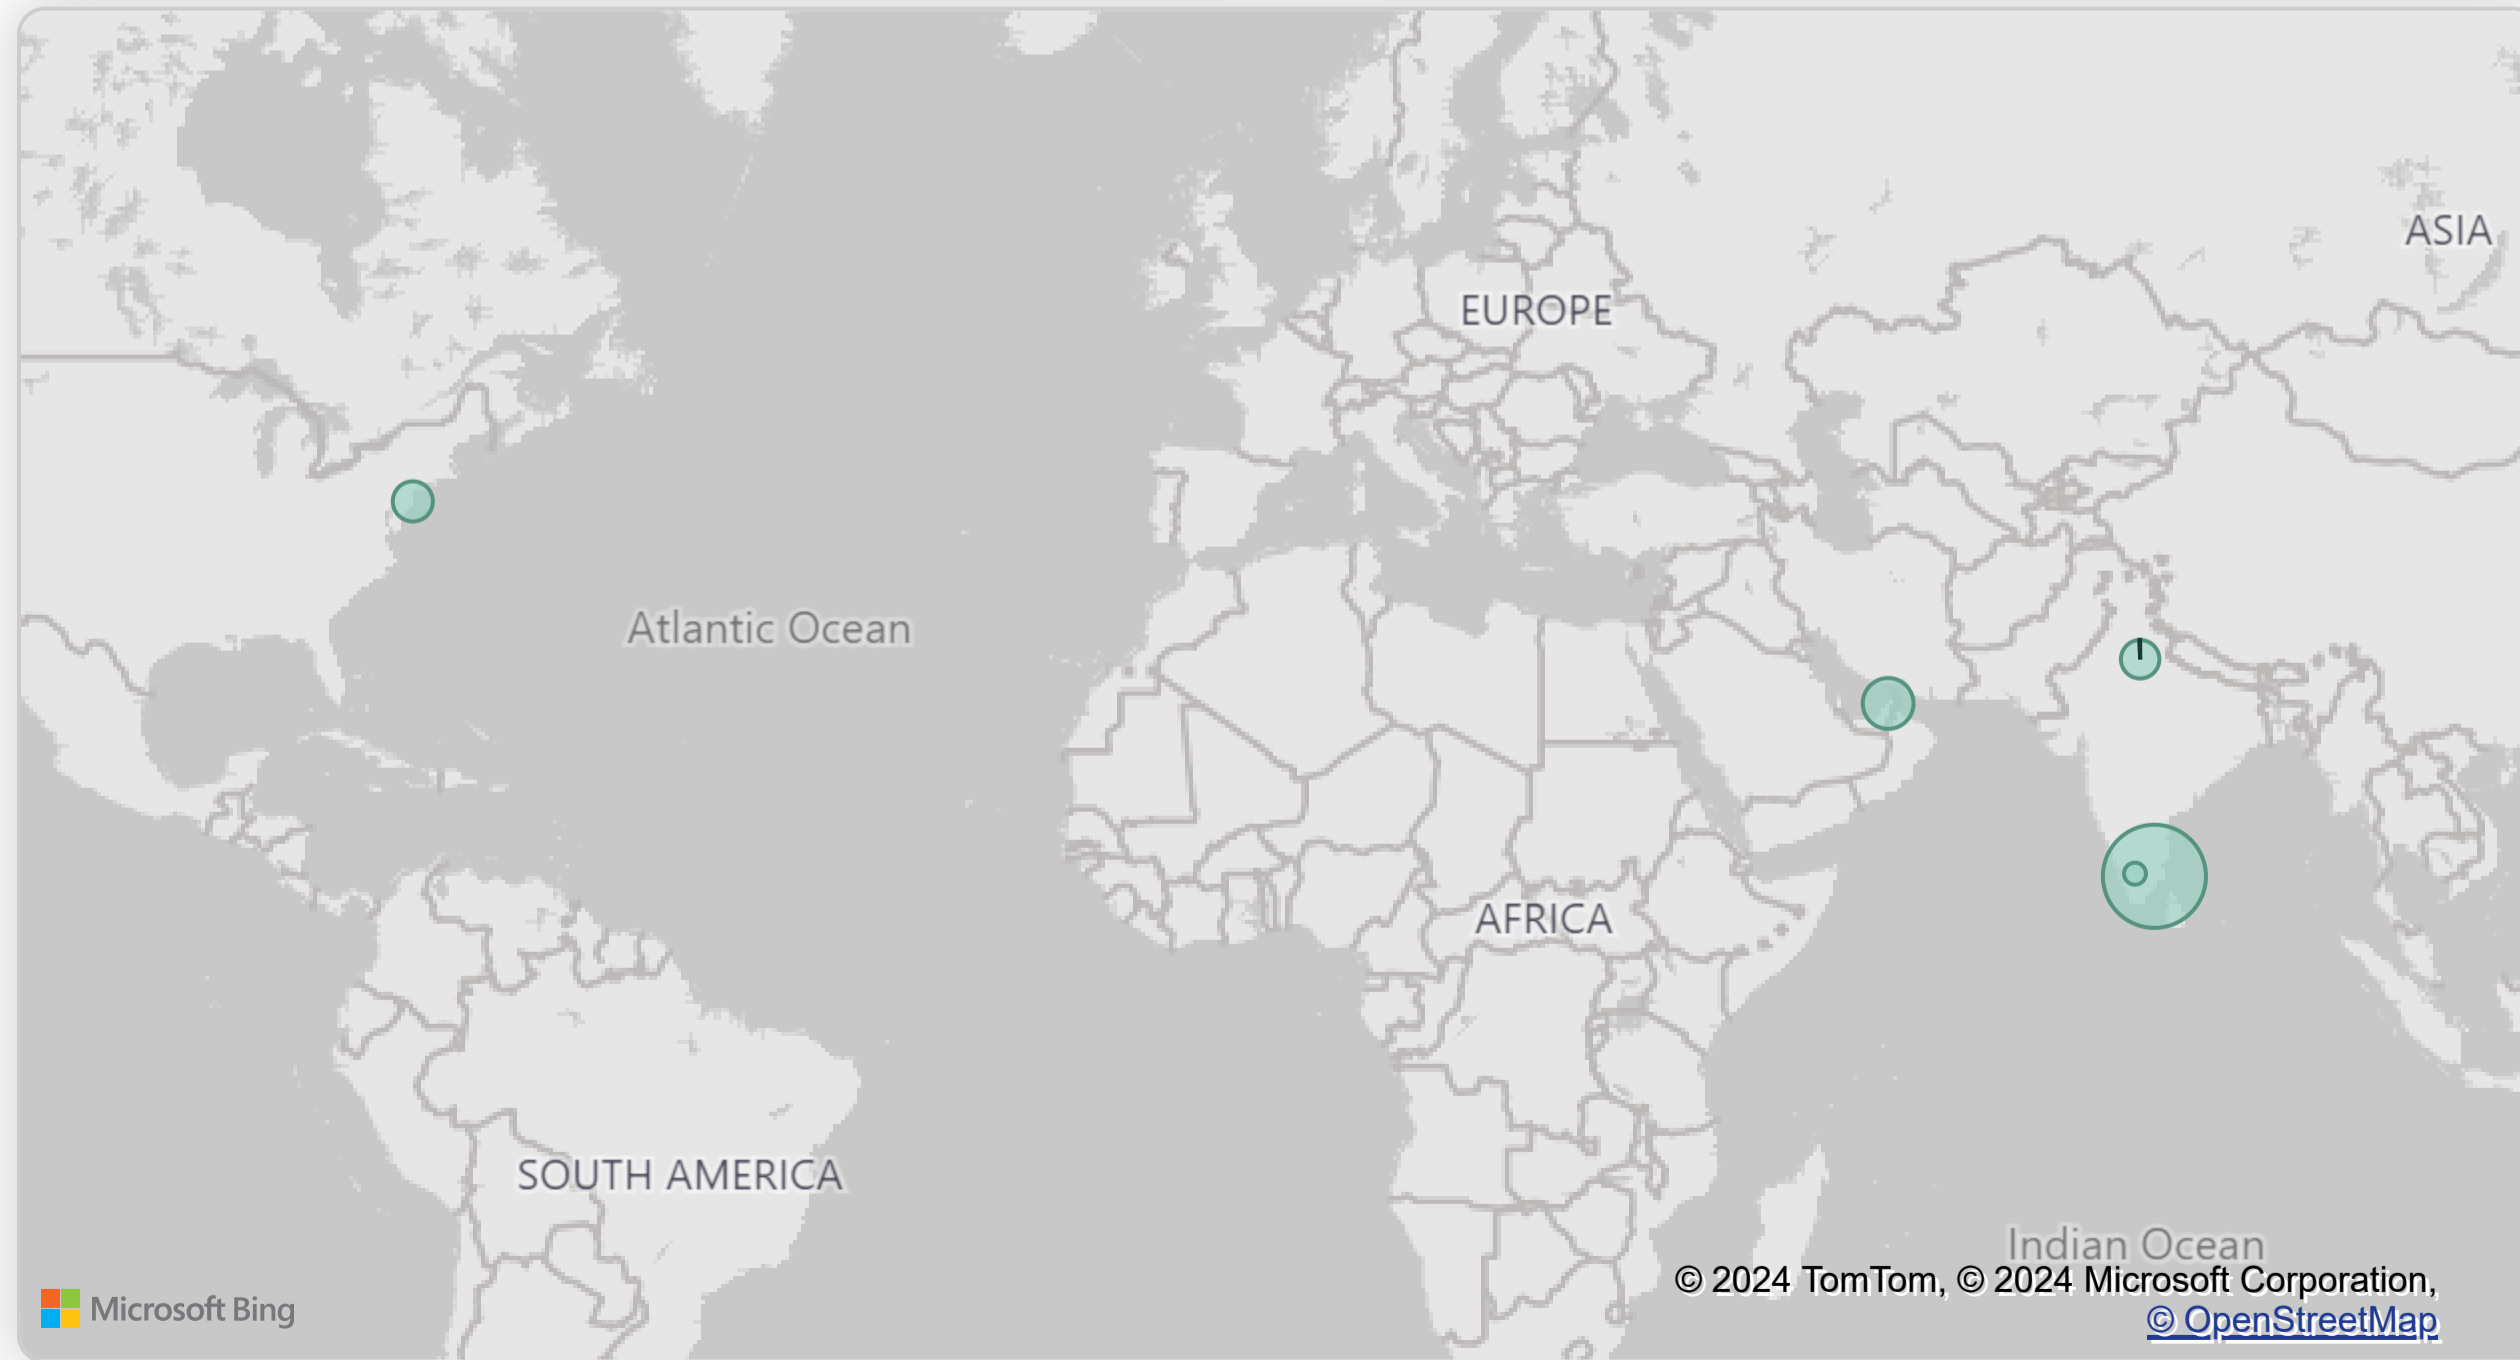 ASIA
EUROPE
Atlantic Ocean
AFRICA
SOUTH AMERICA
Indian Ocean
© 2024 TomTom, © 2024 Microsoft Corporation,
© OpenStreetMap
Microsoft Bing